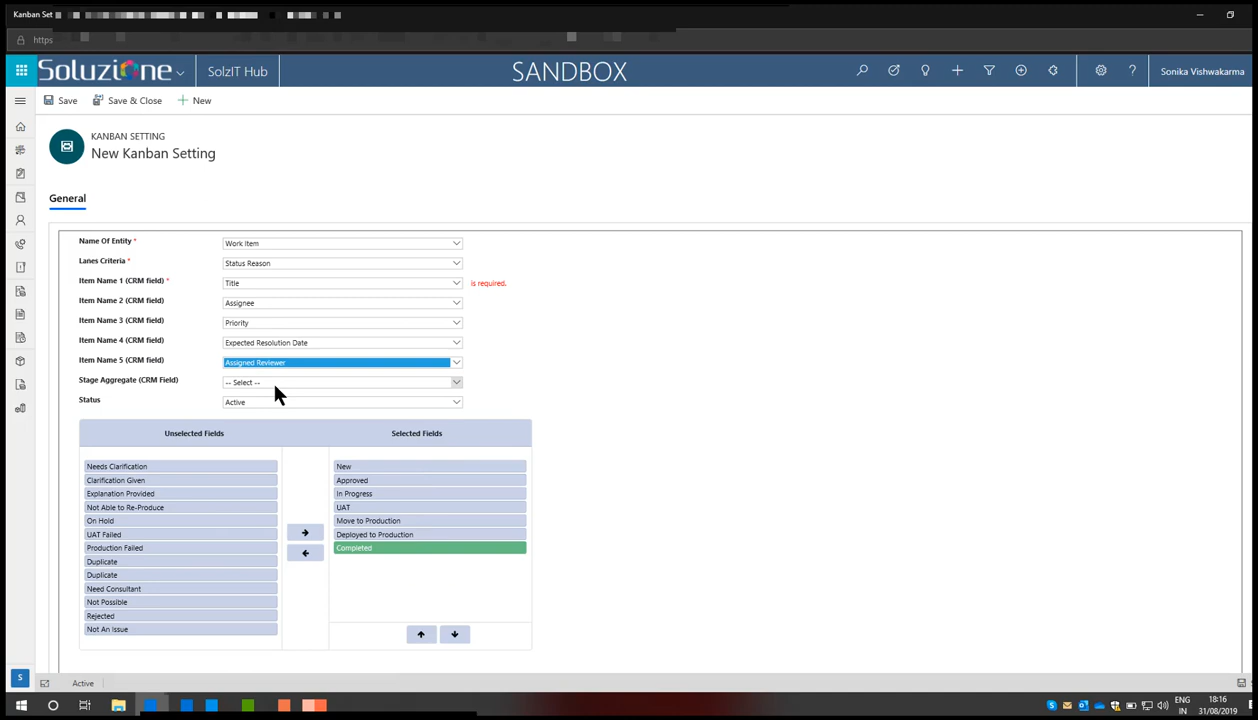 Kanban Set
https
Soluzione
SolzIT Hub
SANDBOX
Sonika Vishwakarma
Save
Save & Close
New
KANBAN SETTING
New Kanban Setting
General
Name Of Entity *
Work Item
Lanes Criteria *
Status Reason
Item Name 1 (CRM field) *
Title
is required.
Item Name 2 (CRM field)
Assignee
Item Name 3 (CRM field)
Priority
Item Name 4 (CRM field)
Expected Resolution Date
Item Name 5 (CRM field)
Assigned Reviewer
Stage Aggregate (CRM Field)
-- Select --
Status
Active
Unselected Fields
Needs Clarification
Clarification Given
Explanation Provided
Not Able to Re-Produce
On Hold
UAT Failed
Production Failed
Duplicate
Duplicate
Need Consultant
Not Possible
Rejected
Not An Issue
Selected Fields
New
Approved
In Progress
UAT
Move to Production
Deployed to Production
Completed
S
Active
ENG
IN
18:16
31/08/2019